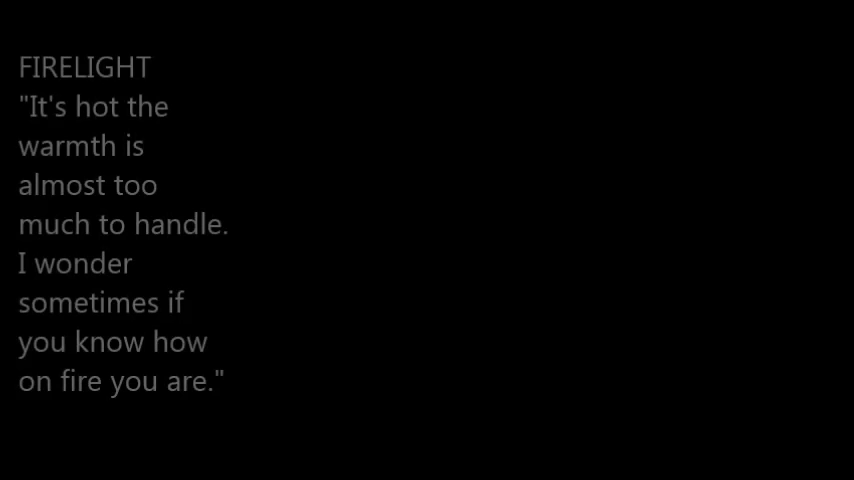 FIRELIGHT
"It's hot the
warmth is
almost too
much to handle.
I wonder
sometimes if
you know how
on fire you are."